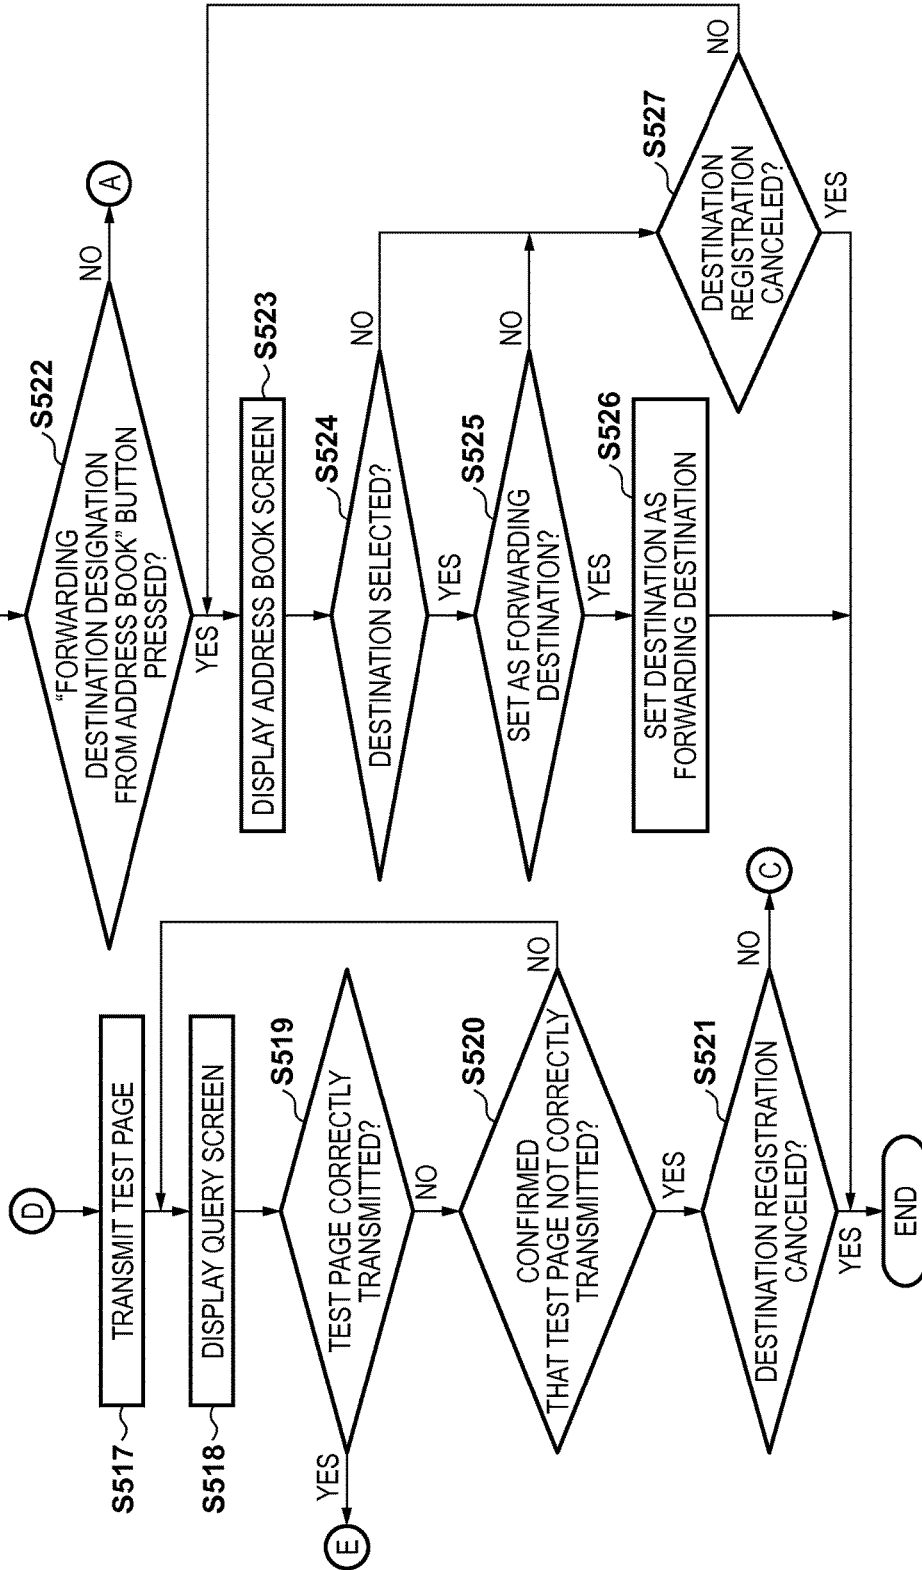 D
S517
TRANSMIT TEST PAGE
S518
DISPLAY QUERY SCREEN
S519
TEST PAGE CORRECTLY
TRANSMITTED?
YES
E
NO
S520
CONFIRMED
THAT TEST PAGE NOT CORRECTLY
TRANSMITTED?
NO
YES
S521
DESTINATION REGISTRATION
CANCELED?
NO
C
YES
END
S522
"FORWARDING
DESTINATION DESIGNATION
FROM ADDRESS BOOK" BUTTON
PRESSED?
NO
A
YES
S523
DISPLAY ADDRESS BOOK SCREEN
S524
DESTINATION SELECTED?
NO
YES
S525
SET AS FORWARDING
DESTINATION?
NO
YES
S526
SET DESTINATION AS
FORWARDING DESTINATION
S527
DESTINATION
REGISTRATION
CANCELED?
NO
YES